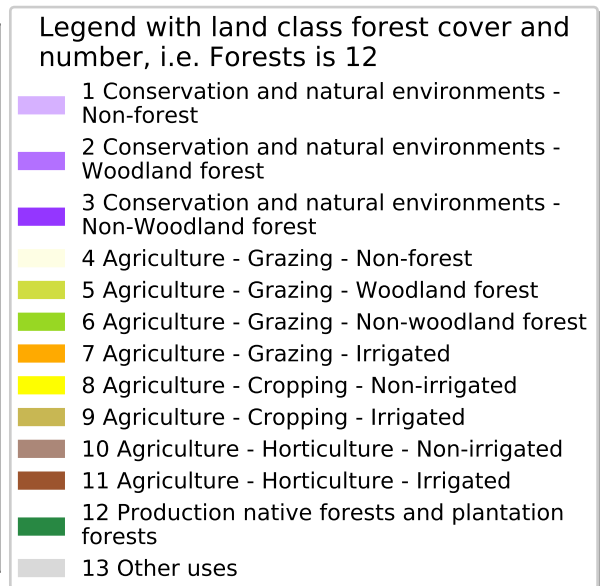 Legend with land class forest cover and
number, i.e. Forests is 12
1 Conservation and natural environments -
Non-forest
2 Conservation and natural environments -
Woodland forest
3 Conservation and natural environments -
Non-Woodland forest
4 Agriculture - Grazing - Non-forest
5 Agriculture - Grazing - Woodland forest
6 Agriculture - Grazing - Non-woodland forest
7 Agriculture - Grazing - Irrigated
8 Agriculture - Cropping - Non-irrigated
9 Agriculture - Cropping - Irrigated
10 Agriculture - Horticulture - Non-irrigated
11 Agriculture - Horticulture - Irrigated
12 Production native forests and plantation
forests
13 Other uses